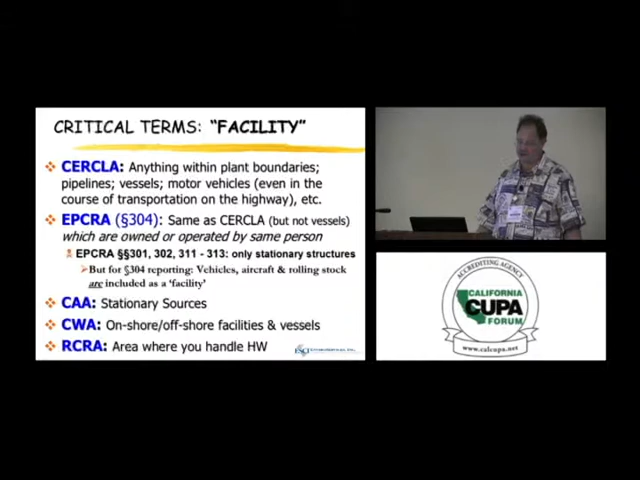 CRITICAL TERMS: “FACILITY”
CERCLA: Anything within plant boundaries;
pipelines; vessels; motor vehicles (even in the
course of transportation on the highway), etc.
EPCRA (§304): Same as CERCLA (but not vessels)
which are owned or operated by same person
EPCRA §§301, 302, 311 - 313: only stationary structures
But for §304 reporting: Vehicles, aircraft & rolling stock
are included as a ‘facility’
CAA: Stationary Sources
CWA: On-shore/off-shore facilities & vessels
RCRA: Area where you handle HW
ACCREDITING AGENCY
CALIFORNIA
CUPA
FORUM
www.calcupa.net